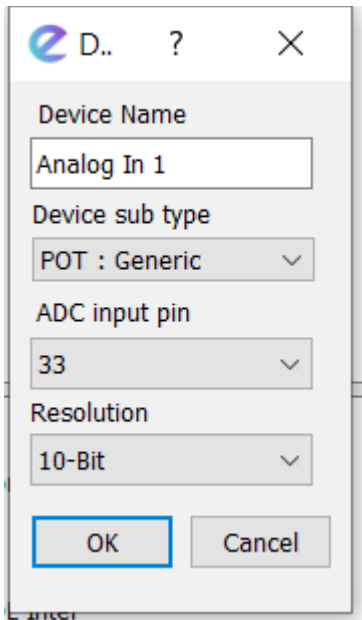 D.. ?
Device Name
Analog In 1
Device sub type
POT : Generic
ADC input pin
33
Resolution
10-Bit
OK Cancel